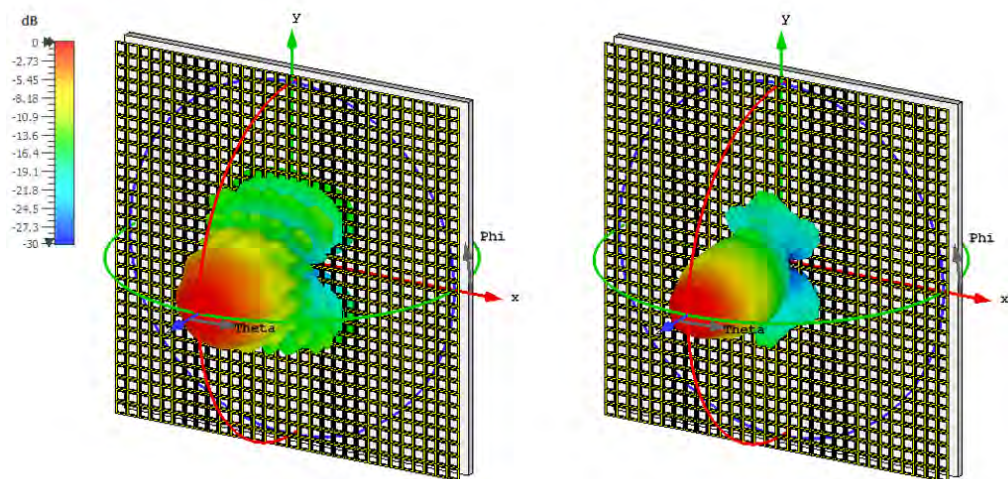 dB
0
-2.73
-5.45
-8.18
-10.9
-13.6
-16.4
-19.1
-21.8
-24.5
-27.3
-30
y
Phi
x
Theta
y
Phi
x
Theta